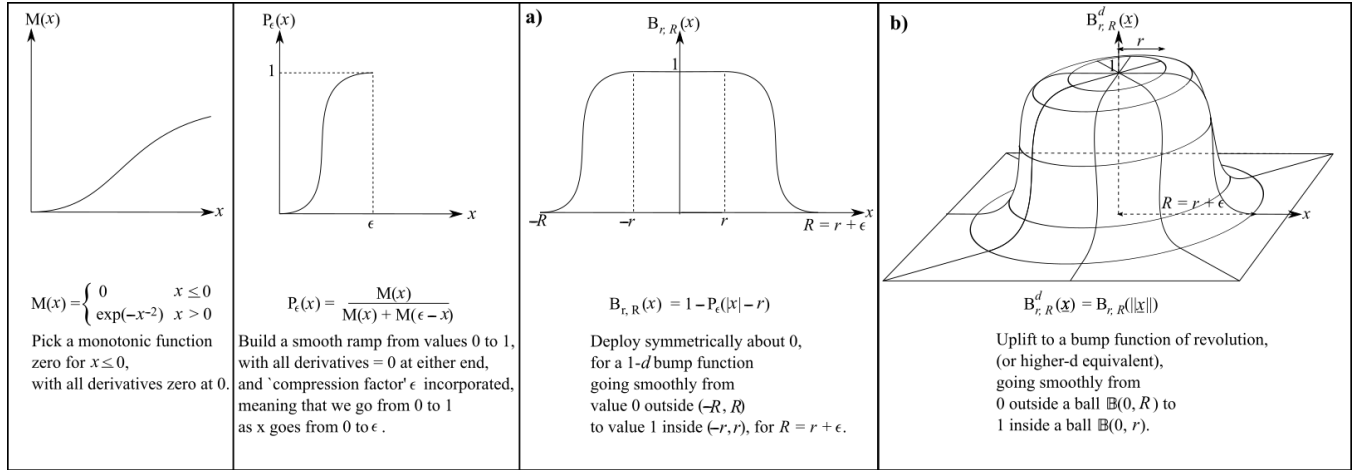 M(x)
x
M(x) = { 0 x ≤ 0
exp(−x⁻²) x > 0
Pick a monotonic function
zero for x ≤ 0,
with all derivatives zero at 0.
P_ϵ(x)
1
ϵ
x
P_ϵ(x) = M(x) / (M(x) + M(ϵ − x))
Build a smooth ramp from values 0 to 1,
with all derivatives = 0 at either end,
and `compression factor' ϵ incorporated,
meaning that we go from 0 to 1
as x goes from 0 to ϵ .
a)
B_{r, R}(x)
1
x
−R
−r
r
R = r + ϵ
B_{r, R}(x) = 1 − P_ϵ(|x| − r)
Deploy symmetrically about 0,
for a 1-d bump function
going smoothly from
value 0 outside (−R, R)
to value 1 inside (−r, r), for R = r + ϵ.
b)
B^d_{r, R}(x)
r
1
R = r + ϵ
x
B^d_{r, R}(x) = B_{r, R}(||x||)
Uplift to a bump function of revolution,
(or higher-d equivalent),
going smoothly from
0 outside a ball 𝔹(0, R) to
1 inside a ball 𝔹(0, r).